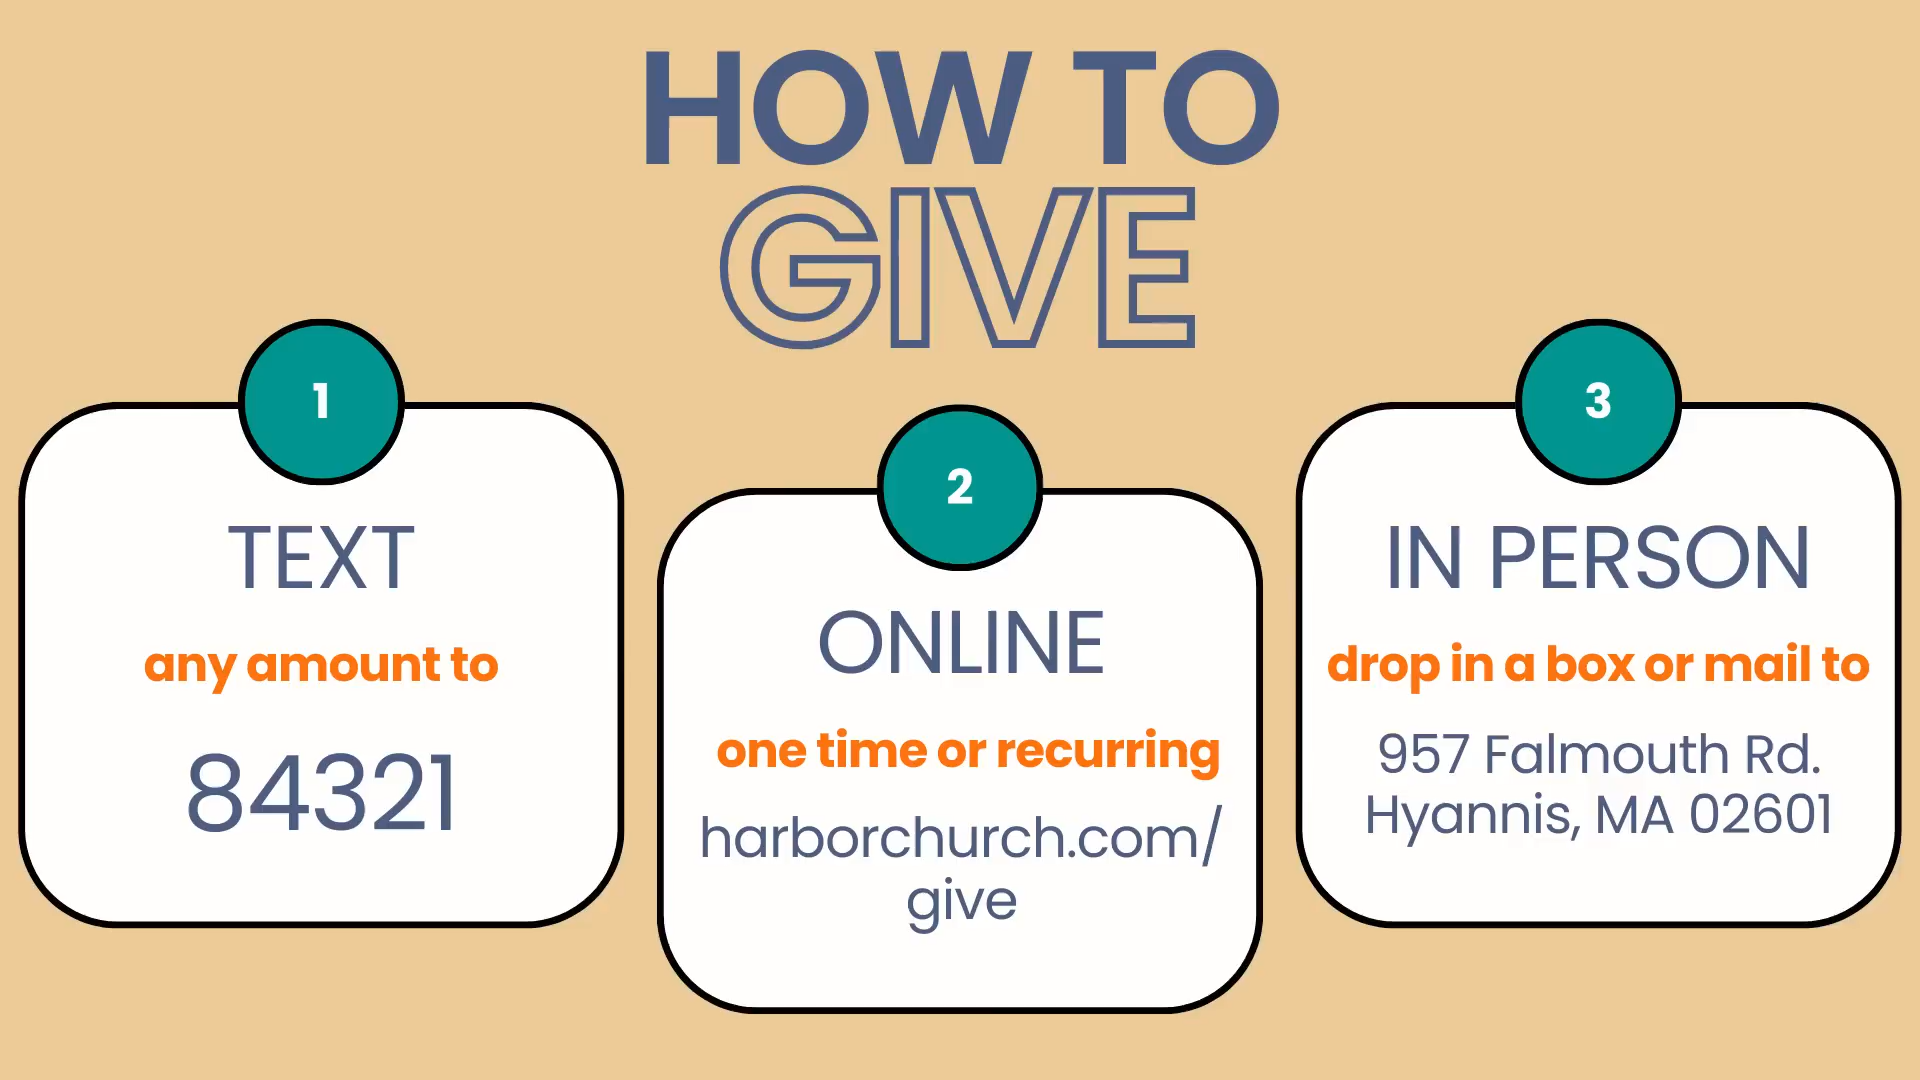 HOW TO
GIVE
1
TEXT
any amount to
84321
2
ONLINE
one time or recurring
harborchurch.com/
give
3
IN PERSON
drop in a box or mail to
957 Falmouth Rd.
Hyannis, MA 02601